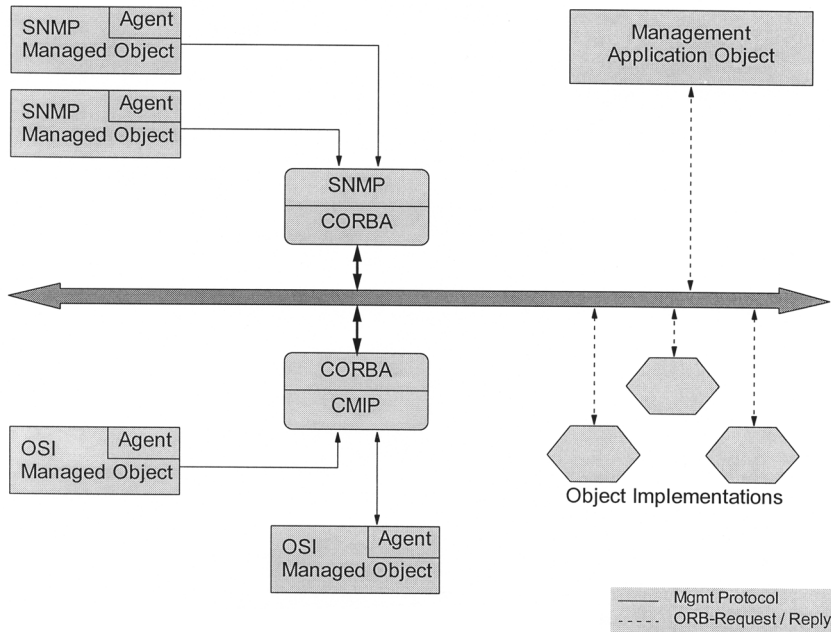 SNMP
Agent
Managed Object
SNMP
Agent
Managed Object
Management
Application Object
SNMP
CORBA
CORBA
CMIP
OSI
Agent
Managed Object
OSI
Agent
Managed Object
Object Implementations
Mgmt Protocol
ORB-Request / Reply